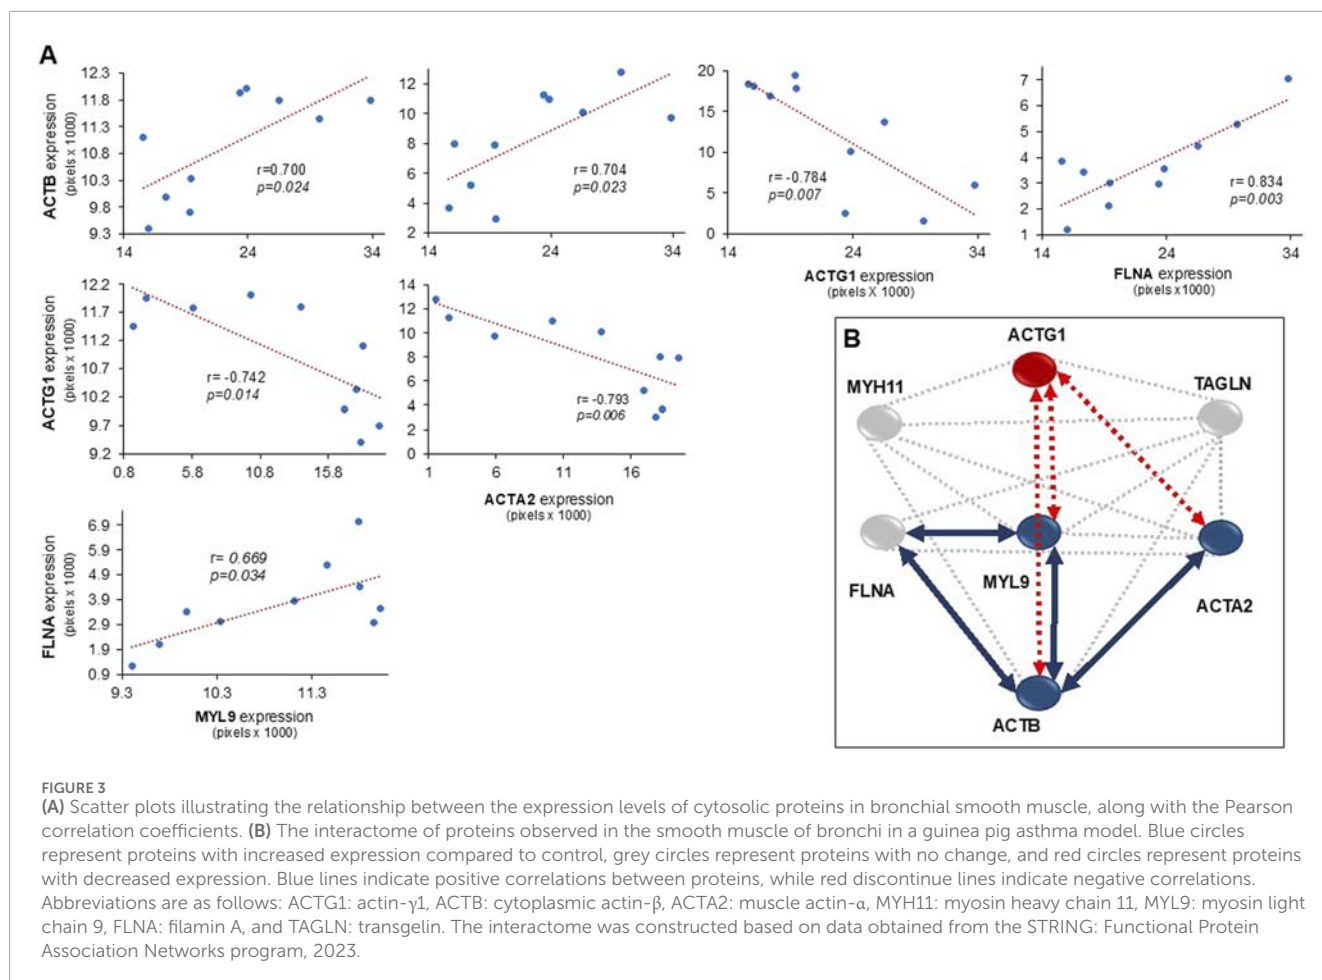 A
ACTB expression
(pixels x 1000)
12.3
11.8
11.3
10.8
10.3
9.8
9.3
14
24
34
r=0.700
p=0.024
12
10
8
6
4
2
14
24
34
r= 0.704
p=0.023
20
15
10
5
0
14
24
34
r= -0.784
p=0.007
ACTG1 expression
(pixels X 1000)
7
6
5
4
3
2
1
14
24
34
r= 0.834
p=0.003
FLNA expression
(pixels x1000)
ACTG1 expression
(pixels x 1000)
12.2
11.7
11.2
10.7
10.2
9.7
9.2
0.8
5.8
10.8
15.8
r= -0.742
p=0.014
14
12
10
8
6
4
2
0
1
6
11
16
r= -0.793
p=0.006
ACTA2 expression
(pixels x 1000)
FLNA expression
(pixels x 1000)
6.9
5.9
4.9
3.9
2.9
1.9
0.9
9.3
10.3
11.3
r= 0.669
p=0.034
MYL9 expression
(pixels x 1000)
B
ACTG1
MYH11
TAGLN
FLNA
MYL9
ACTA2
ACTB
FIGURE 3
(A) Scatter plots illustrating the relationship between the expression levels of cytosolic proteins in bronchial smooth muscle, along with the Pearson
correlation coefficients. (B) The interactome of proteins observed in the smooth muscle of bronchi in a guinea pig asthma model. Blue circles
represent proteins with increased expression compared to control, grey circles represent proteins with no change, and red circles represent proteins
with decreased expression. Blue lines indicate positive correlations between proteins, while red discontinue lines indicate negative correlations.
Abbreviations are as follows: ACTG1: actin-γ1, ACTB: cytoplasmic actin-β, ACTA2: muscle actin-α, MYH11: myosin heavy chain 11, MYL9: myosin light
chain 9, FLNA: filamin A, and TAGLN: transgelin. The interactome was constructed based on data obtained from the STRING: Functional Protein
Association Networks program, 2023.